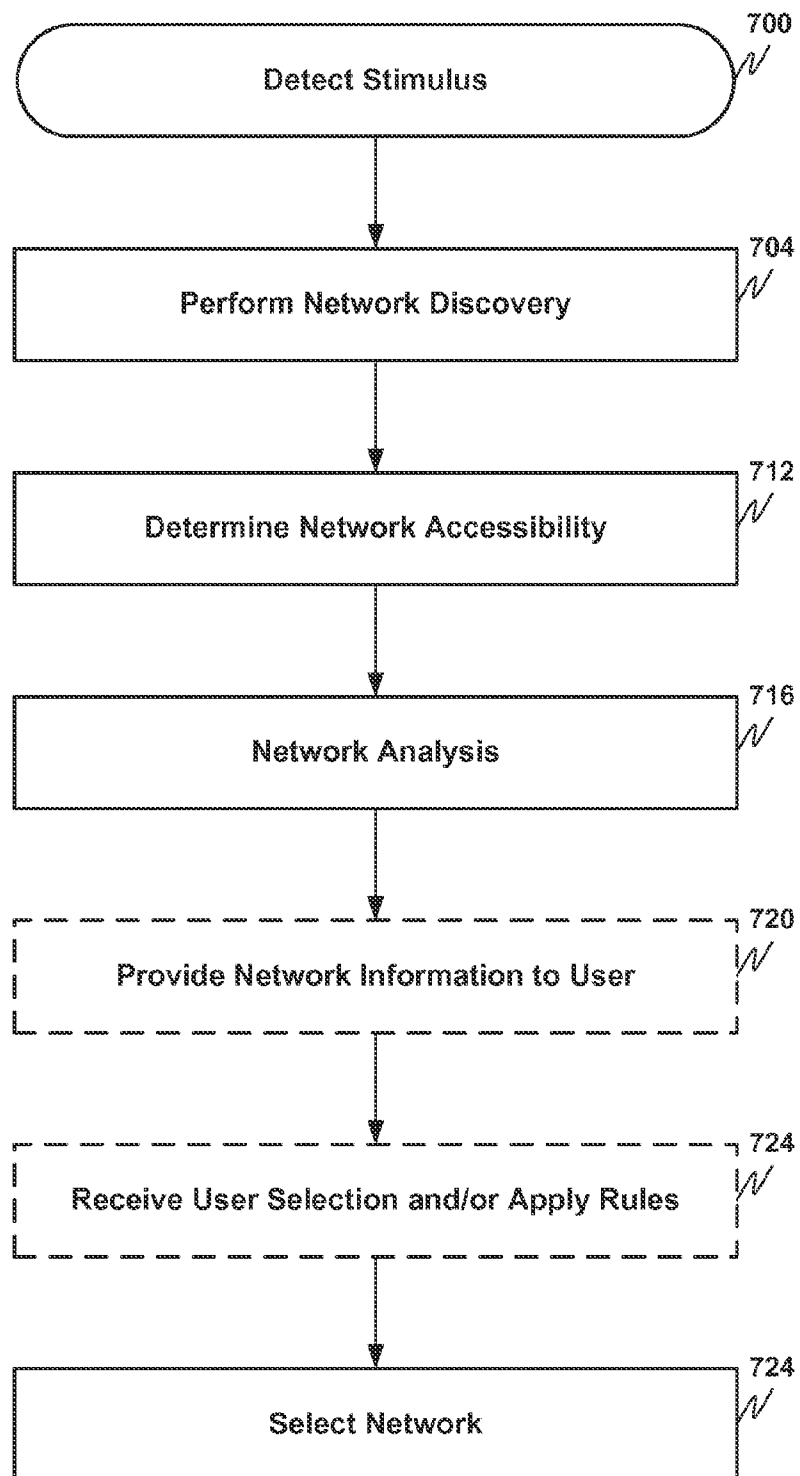 700
Detect Stimulus
704
Perform Network Discovery
712
Determine Network Accessibility
716
Network Analysis
720
Provide Network Information to User
724
Receive User Selection and/or Apply Rules
724
Select Network